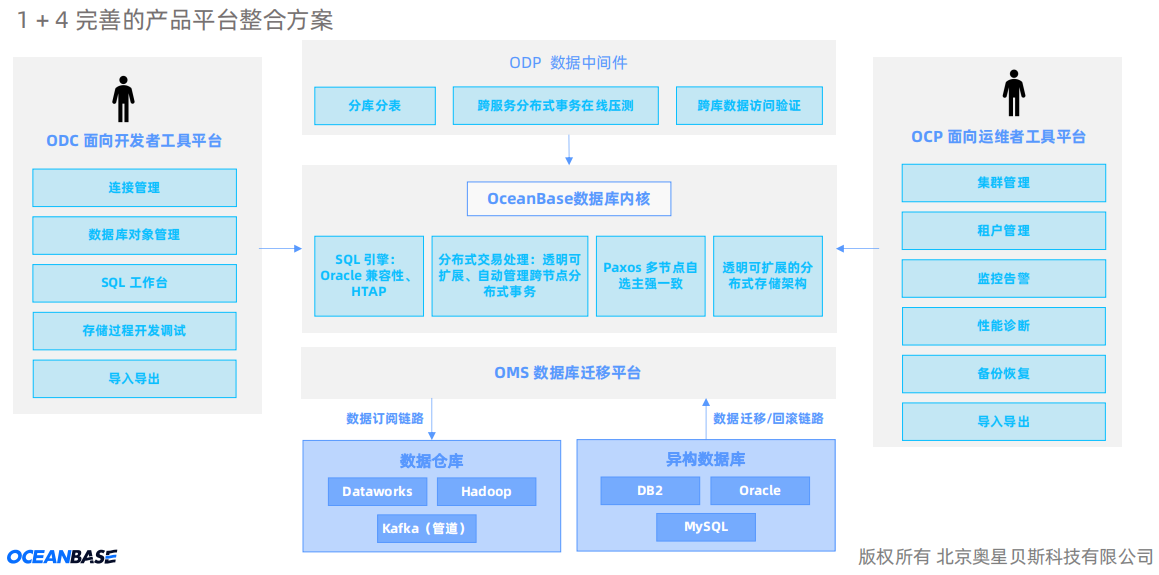 1 + 4 完善的产品平台整合方案
ODC 面向开发者工具平台
连接管理
数据库对象管理
SQL 工作台
存储过程开发调试
导入导出
ODP 数据中间件
分库分表
跨服务分布式事务在线压测
跨库数据访问验证
OceanBase数据库内核
SQL 引擎：
Oracle 兼容性、
HTAP
分布式交易处理：透明可
扩展、自动管理跨节点分
布式事务
Paxos 多节点自
选主强一致
透明可扩展的分
布式存储架构
OMS 数据库迁移平台
数据订阅链路
数据迁移/回滚链路
数据仓库
Dataworks
Hadoop
Kafka（管道）
异构数据库
DB2
Oracle
MySQL
OCP 面向运维者工具平台
集群管理
租户管理
监控告警
性能诊断
备份恢复
导入导出
OCEANBASE
版权所有 北京奥星贝斯科技有限公司